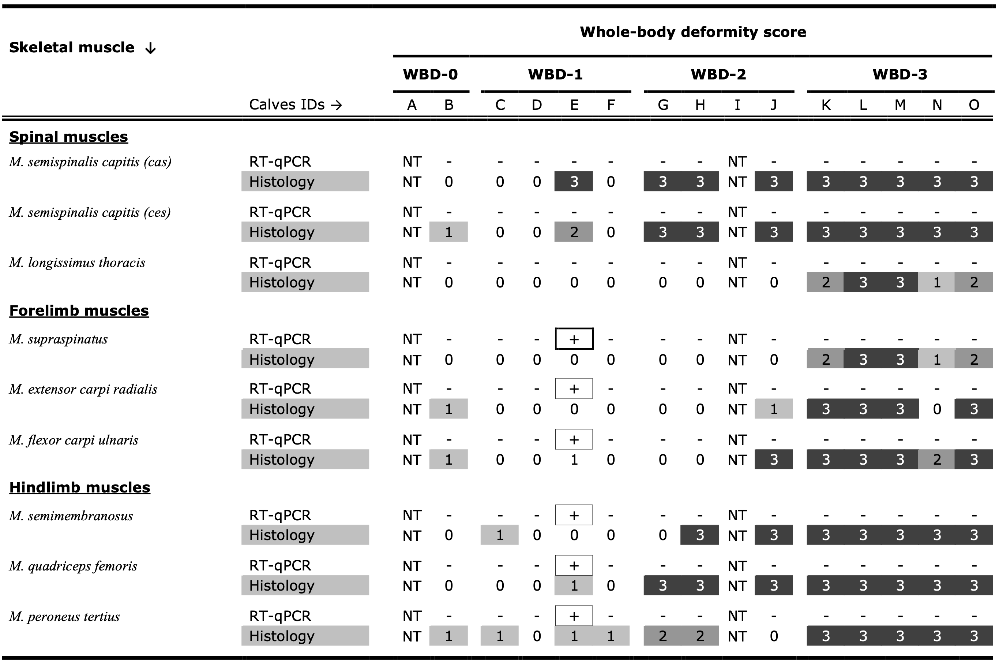 Whole-body deformity score
Skeletal muscle ↓
WBD-0 WBD-1 WBD-2 WBD-3
Calves IDs → A B C D E F G H I J K L M N O
Spinal muscles
M. semispinalis capitis (cas) RT-qPCR NT - - - - - - - NT - - - - - -
Histology NT 0 0 0 3 0 3 3 NT 3 3 3 3 3 3
M. semispinalis capitis (ces) RT-qPCR NT - - - - - - - NT - - - - - -
Histology NT 1 0 0 2 0 3 3 NT 3 3 3 3 3 3
M. longissimus thoracis RT-qPCR NT - - - - - - - NT - - - - - -
Histology NT 0 0 0 0 0 0 0 NT 0 2 3 3 1 2
Forelimb muscles
M. supraspinatus RT-qPCR NT - - - + - - - NT - - - - - -
Histology NT 0 0 0 0 0 0 0 NT 0 2 3 3 1 2
M. extensor carpi radialis RT-qPCR NT - - - + - - - NT - - - - - -
Histology NT 1 0 0 0 0 0 0 NT 1 3 3 3 0 3
M. flexor carpi ulnaris RT-qPCR NT - - - + - - - NT - - - - - -
Histology NT 1 0 0 1 0 0 0 NT 3 3 3 3 2 3
Hindlimb muscles
M. semimembranosus RT-qPCR NT - - - + - - - NT - - - - - -
Histology NT 0 1 0 0 0 0 3 NT 3 3 3 3 3 3
M. quadriceps femoris RT-qPCR NT - - - + - - - NT - - - - - -
Histology NT 0 0 0 1 0 3 3 NT 3 3 3 3 3 3
M. peroneus tertius RT-qPCR NT - - - + - - - NT - - - - - -
Histology NT 1 1 0 1 1 2 2 NT 0 3 3 3 3 3